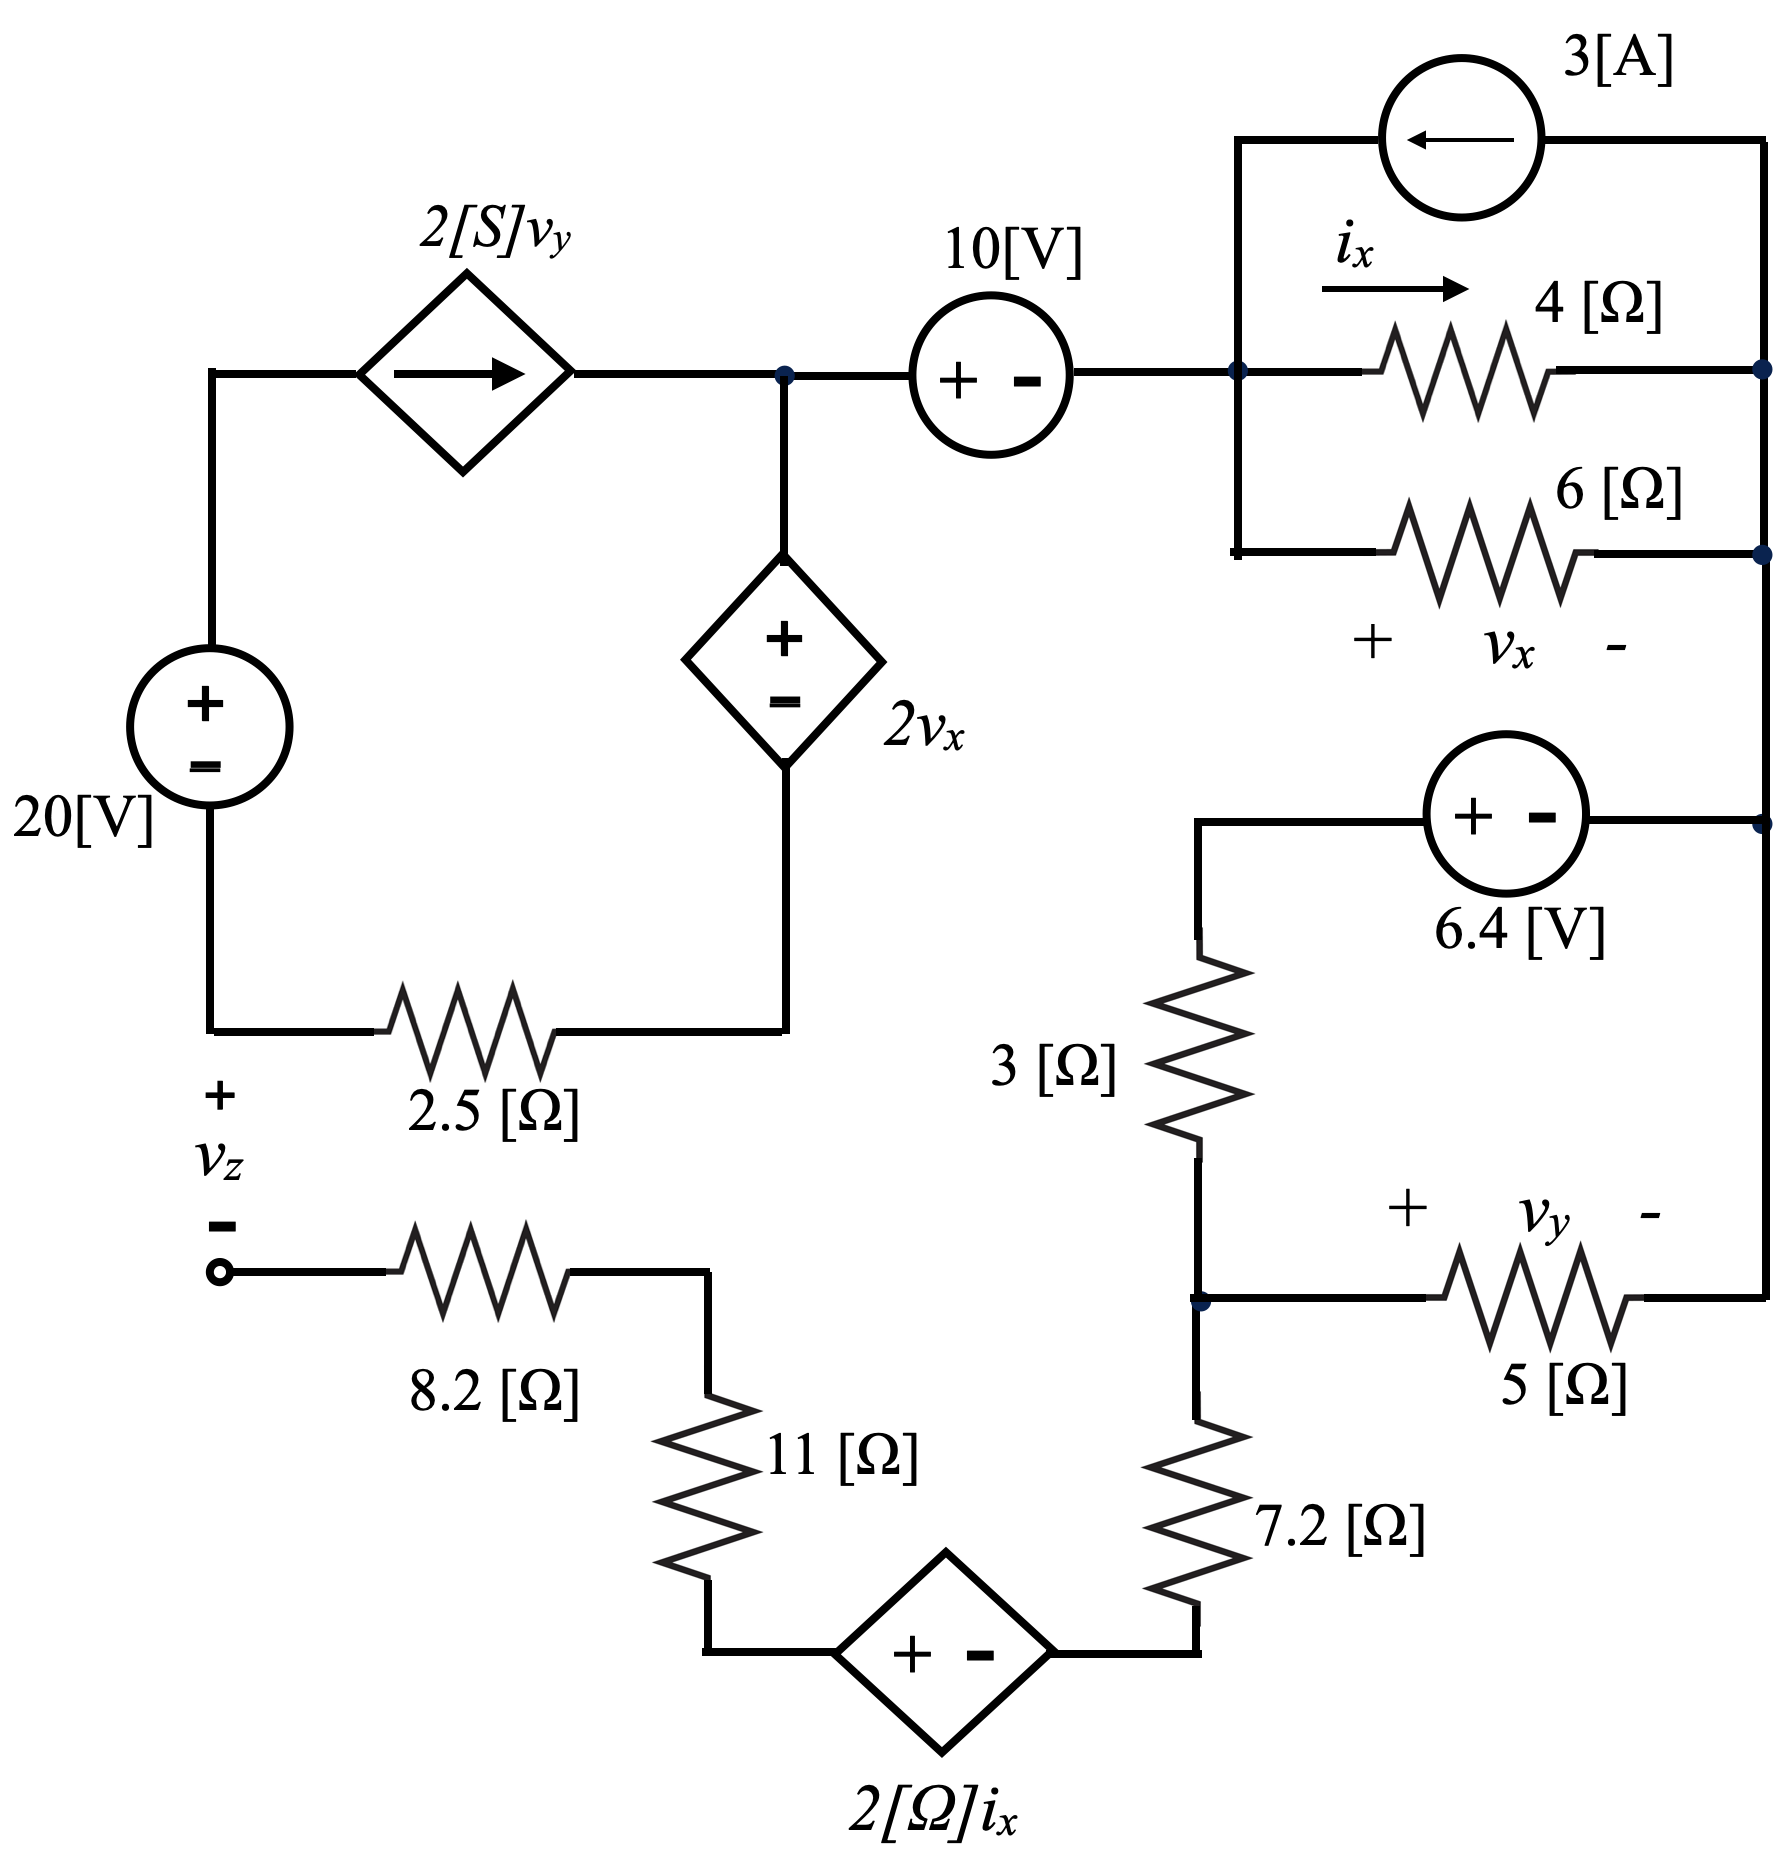 3[A]
2[S]vy
10[V]
ix
4 [Ω]
+ -
6 [Ω]
+
-
+ vx -
2vx
+
-
20[V]
+ -
6.4 [V]
3 [Ω]
2.5 [Ω]
+
vz
-
+ vy -
8.2 [Ω]
5 [Ω]
11 [Ω]
7.2 [Ω]
+ -
2[Ω]ix